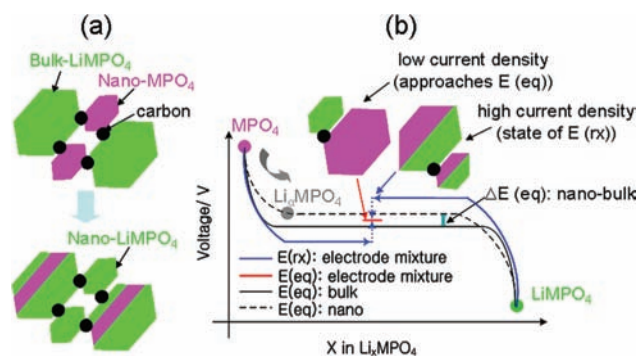 (a)
Bulk-LiMPO₄
Nano-MPO₄
carbon
Nano-LiMPO₄
(b)
low current density
(approaches E (eq))
high current density
(state of E (rx))
MPO₄
LiαMPO₄
ΔE (eq): nano-bulk
Voltage/ V
E(rx): electrode mixture
E(eq): electrode mixture
E(eq): bulk
E(eq): nano
LiMPO₄
X in LiₓMPO₄